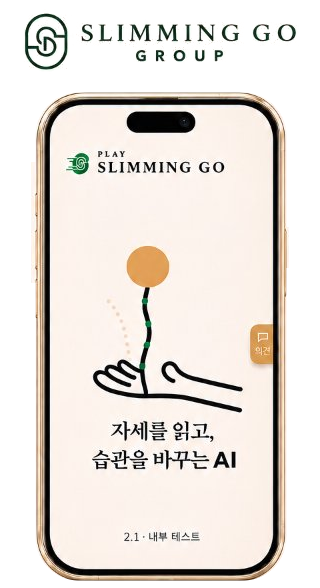 SLIMMING GO
GROUP
PLAY
SLIMMING GO
의견
자세를 읽고,
습관을 바꾸는 AI
2.1 · 내부 테스트